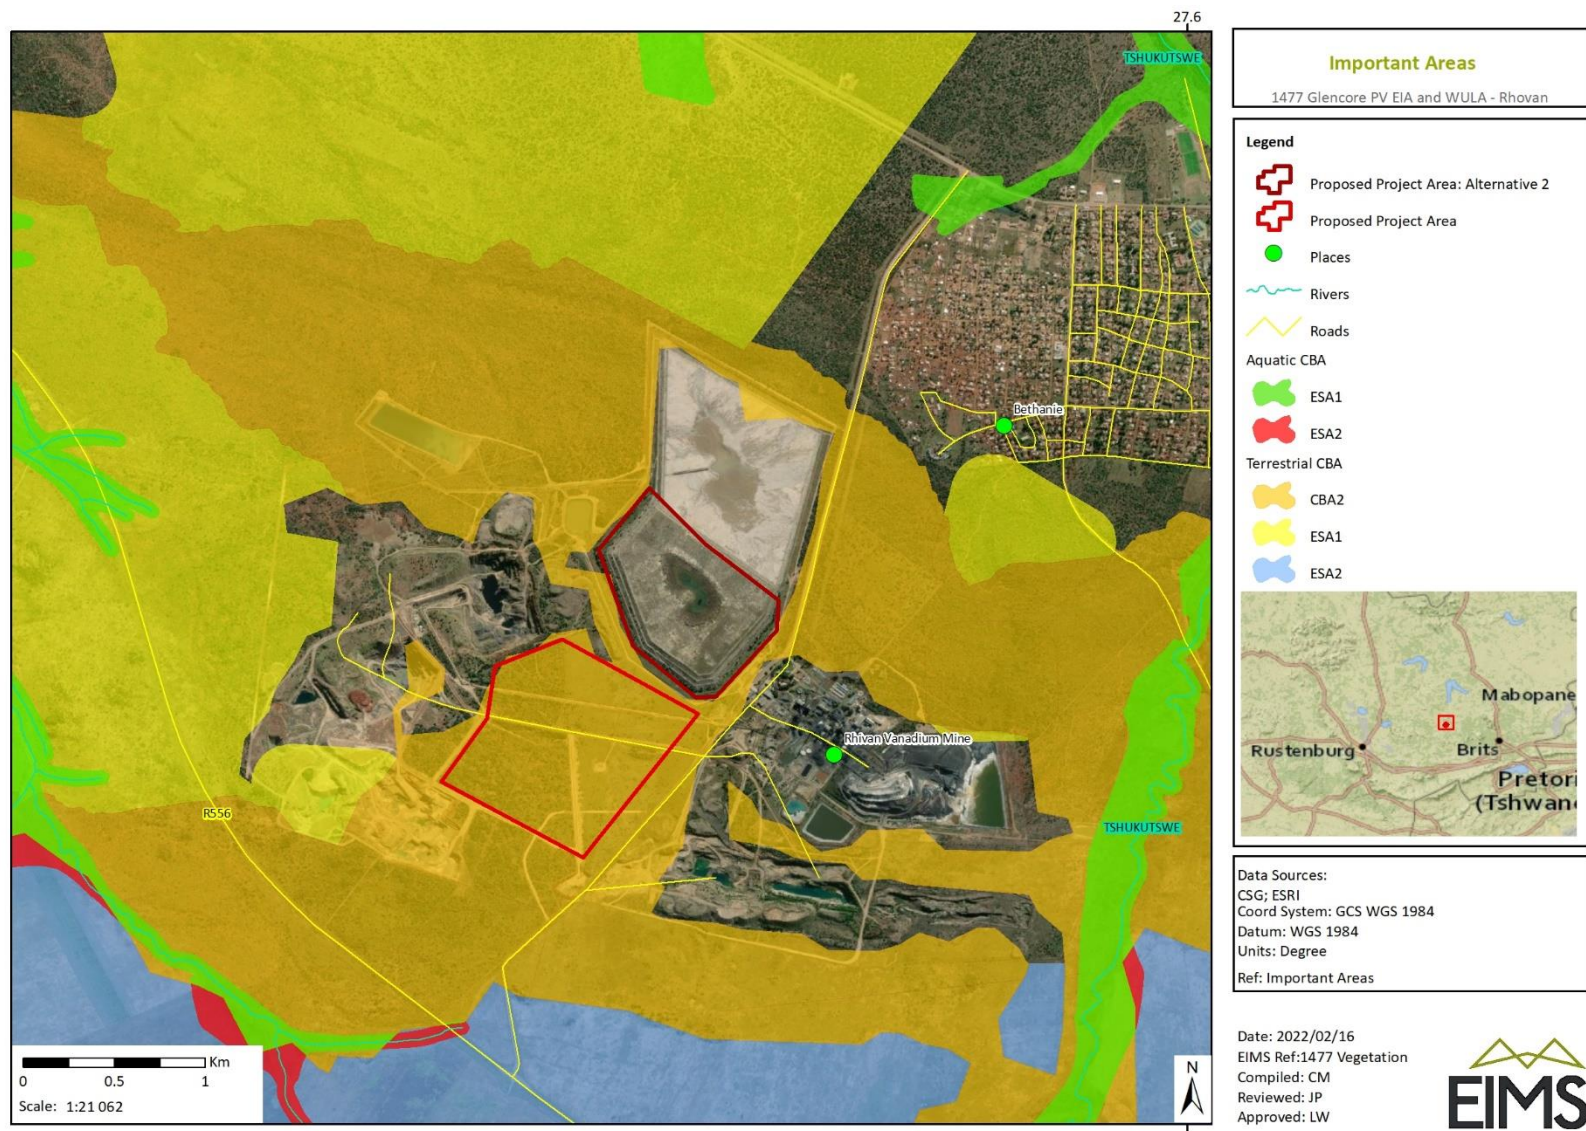 27.6
TSHUKUTSWE
Bethanie
Rhivan Vanadium Mine
R556
TSHUKUTSWE
Km
0 0.5 1
Scale: 1:21 062
N
Important Areas
1477 Glencore PV EIA and WULA - Rhovan
Legend
Proposed Project Area: Alternative 2
Proposed Project Area
Places
Rivers
Roads
Aquatic CBA
ESA1
ESA2
Terrestrial CBA
CBA2
ESA1
ESA2
Mabopane
Rustenburg
Brits
Pretori
(Tshwan
Data Sources:
CSG; ESRI
Coord System: GCS WGS 1984
Datum: WGS 1984
Units: Degree
Ref: Important Areas
Date: 2022/02/16
EIMS Ref:1477 Vegetation
Compiled: CM
Reviewed: JP
Approved: LW
EIMS